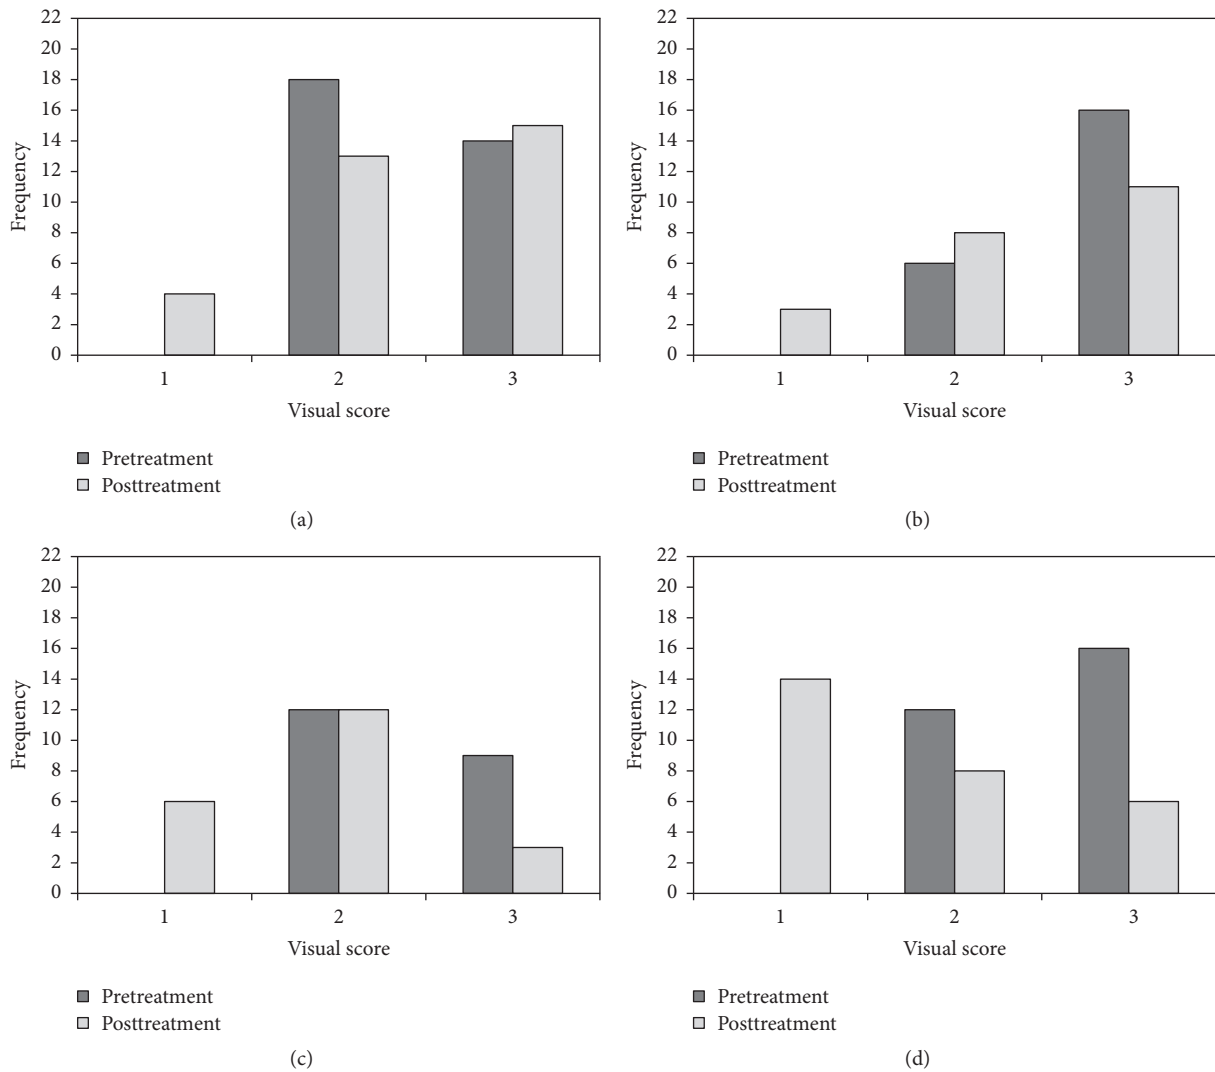 22
20
18
16
14
12
10
8
6
4
2
0
Frequency
1 2 3
Visual score
Pretreatment
Posttreatment
(a)
22
20
18
16
14
12
10
8
6
4
2
0
Frequency
1 2 3
Visual score
Pretreatment
Posttreatment
(b)
22
20
18
16
14
12
10
8
6
4
2
0
Frequency
1 2 3
Visual score
Pretreatment
Posttreatment
(c)
22
20
18
16
14
12
10
8
6
4
2
0
Frequency
1 2 3
Visual score
Pretreatment
Posttreatment
(d)